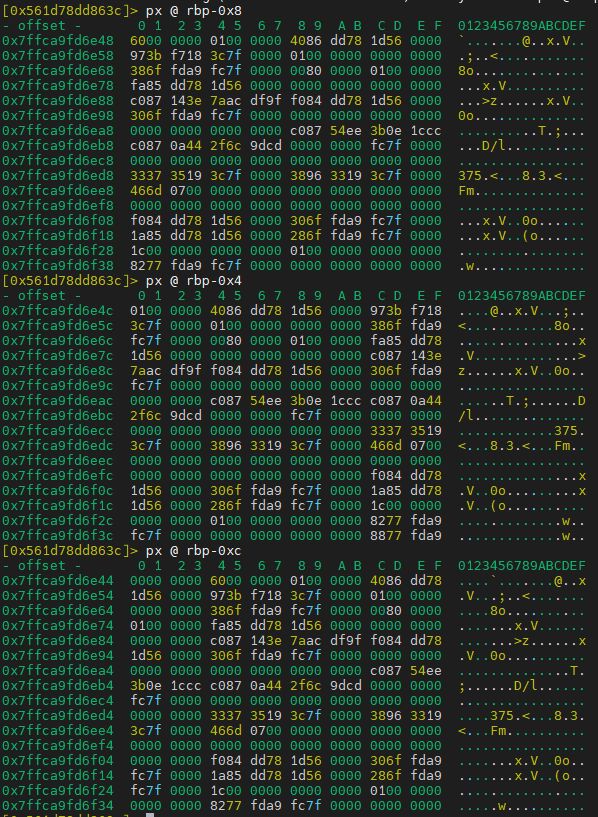 [0x561d78dd863c]> px @ rbp-0x8
- offset -       0 1  2 3  4 5  6 7  8 9  A B  C D  E F  0123456789ABCDEF
0x7ffca9fd6e48  6000 0000 0100 0000 4086 dd78 1d56 0000  `.......@..x.V..
0x7ffca9fd6e58  973b f718 3c7f 0000 0100 0000 0000 0000  .;..<...........
0x7ffca9fd6e68  386f fda9 fc7f 0000 0080 0000 0100 0000  8o..............
0x7ffca9fd6e78  fa85 dd78 1d56 0000 0000 0000 0000 0000  ...x.V..........
0x7ffca9fd6e88  c087 143e 7aac df9f f084 dd78 1d56 0000  ...>z......x.V..
0x7ffca9fd6e98  306f fda9 fc7f 0000 0000 0000 0000 0000  0o..............
0x7ffca9fd6ea8  0000 0000 0000 0000 c087 54ee 3b0e 1ccc  ..........T.;...
0x7ffca9fd6eb8  c087 0a44 2f6c 9dcd 0000 0000 fc7f 0000  ...D/l..........
0x7ffca9fd6ec8  0000 0000 0000 0000 0000 0000 0000 0000  ................
0x7ffca9fd6ed8  3337 3519 3c7f 0000 3896 3319 3c7f 0000  375.<...8.3.<...
0x7ffca9fd6ee8  466d 0700 0000 0000 0000 0000 0000 0000  Fm..............
0x7ffca9fd6ef8  0000 0000 0000 0000 0000 0000 0000 0000  ................
0x7ffca9fd6f08  f084 dd78 1d56 0000 306f fda9 fc7f 0000  ...x.V..0o......
0x7ffca9fd6f18  1a85 dd78 1d56 0000 286f fda9 fc7f 0000  ...x.V..(o......
0x7ffca9fd6f28  1c00 0000 0000 0000 0100 0000 0000 0000  ................
0x7ffca9fd6f38  8277 fda9 fc7f 0000 0000 0000 0000 0000  .w..............
[0x561d78dd863c]> px @ rbp-0x4
- offset -       0 1  2 3  4 5  6 7  8 9  A B  C D  E F  0123456789ABCDEF
0x7ffca9fd6e4c  0100 0000 4086 dd78 1d56 0000 973b f718  ....@..x.V...;..
0x7ffca9fd6e5c  3c7f 0000 0100 0000 0000 0000 386f fda9  <...........8o..
0x7ffca9fd6e6c  fc7f 0000 0080 0000 0100 0000 fa85 dd78  ...............x
0x7ffca9fd6e7c  1d56 0000 0000 0000 0000 0000 c087 143e  .V.............>
0x7ffca9fd6e8c  7aac df9f f084 dd78 1d56 0000 306f fda9  z......x.V..0o..
0x7ffca9fd6e9c  fc7f 0000 0000 0000 0000 0000 0000 0000  ................
0x7ffca9fd6eac  0000 0000 c087 54ee 3b0e 1ccc c087 0a44  ......T.;......D
0x7ffca9fd6ebc  2f6c 9dcd 0000 0000 fc7f 0000 0000 0000  /l..............
0x7ffca9fd6ecc  0000 0000 0000 0000 0000 0000 3337 3519  ............375.
0x7ffca9fd6edc  3c7f 0000 3896 3319 3c7f 0000 466d 0700  <...8.3.<...Fm..
0x7ffca9fd6eec  0000 0000 0000 0000 0000 0000 0000 0000  ................
0x7ffca9fd6efc  0000 0000 0000 0000 0000 0000 f084 dd78  ...............x
0x7ffca9fd6f0c  1d56 0000 306f fda9 fc7f 0000 1a85 dd78  .V..0o.........x
0x7ffca9fd6f1c  1d56 0000 286f fda9 fc7f 0000 1c00 0000  .V..(o..........
0x7ffca9fd6f2c  0000 0000 0100 0000 0000 0000 8277 fda9  .............w..
0x7ffca9fd6f3c  fc7f 0000 0000 0000 0000 0000 8877 fda9  .............w..
[0x561d78dd863c]> px @ rbp-0xc
- offset -       0 1  2 3  4 5  6 7  8 9  A B  C D  E F  0123456789ABCDEF
0x7ffca9fd6e44  0000 0000 6000 0000 0100 0000 4086 dd78  ....`.......@..x
0x7ffca9fd6e54  1d56 0000 973b f718 3c7f 0000 0100 0000  .V...;..<.......
0x7ffca9fd6e64  0000 0000 386f fda9 fc7f 0000 0080 0000  ....8o..........
0x7ffca9fd6e74  0100 0000 fa85 dd78 1d56 0000 0000 0000  .......x.V......
0x7ffca9fd6e84  0000 0000 c087 143e 7aac df9f f084 dd78  .......>z......x
0x7ffca9fd6e94  1d56 0000 306f fda9 fc7f 0000 0000 0000  .V..0o..........
0x7ffca9fd6ea4  0000 0000 0000 0000 0000 0000 c087 54ee  ..............T.
0x7ffca9fd6eb4  3b0e 1ccc c087 0a44 2f6c 9dcd 0000 0000  ;......D/l......
0x7ffca9fd6ec4  fc7f 0000 0000 0000 0000 0000 0000 0000  ................
0x7ffca9fd6ed4  0000 0000 3337 3519 3c7f 0000 3896 3319  ....375.<...8.3.
0x7ffca9fd6ee4  3c7f 0000 466d 0700 0000 0000 0000 0000  <...Fm..........
0x7ffca9fd6ef4  0000 0000 0000 0000 0000 0000 0000 0000  ................
0x7ffca9fd6f04  0000 0000 f084 dd78 1d56 0000 306f fda9  .......x.V..0o..
0x7ffca9fd6f14  fc7f 0000 1a85 dd78 1d56 0000 286f fda9  .......x.V..(o..
0x7ffca9fd6f24  fc7f 0000 1c00 0000 0000 0000 0100 0000  ................
0x7ffca9fd6f34  0000 0000 8277 fda9 fc7f 0000 0000 0000  .....w..........